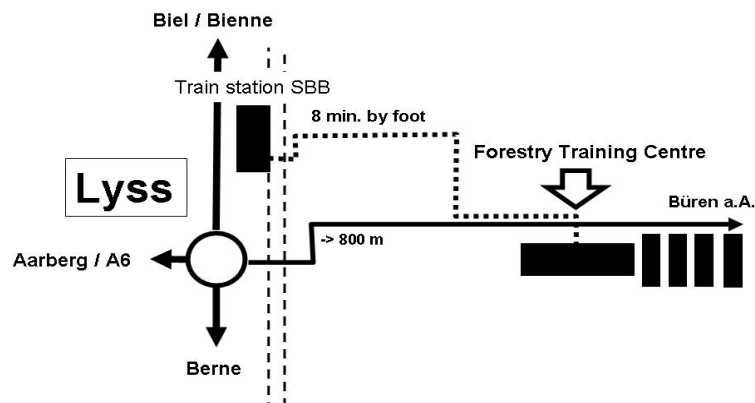 Biel / Bienne
Train station SBB
8 min. by foot
Forestry Training Centre
Lyss
Büren a.A.
-> 800 m
Aarberg / A6
Berne